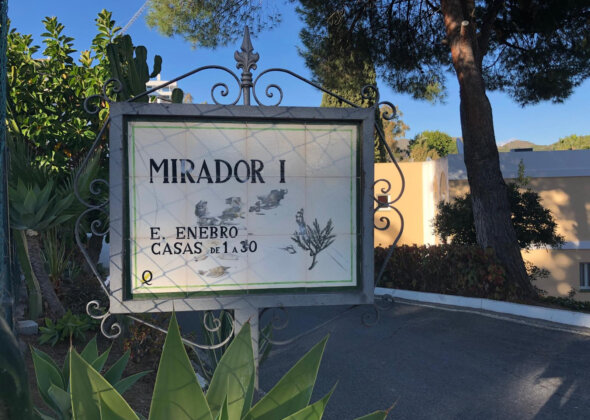 MIRADOR I
E. ENEBRO
CASAS DE 1 A 30
Q